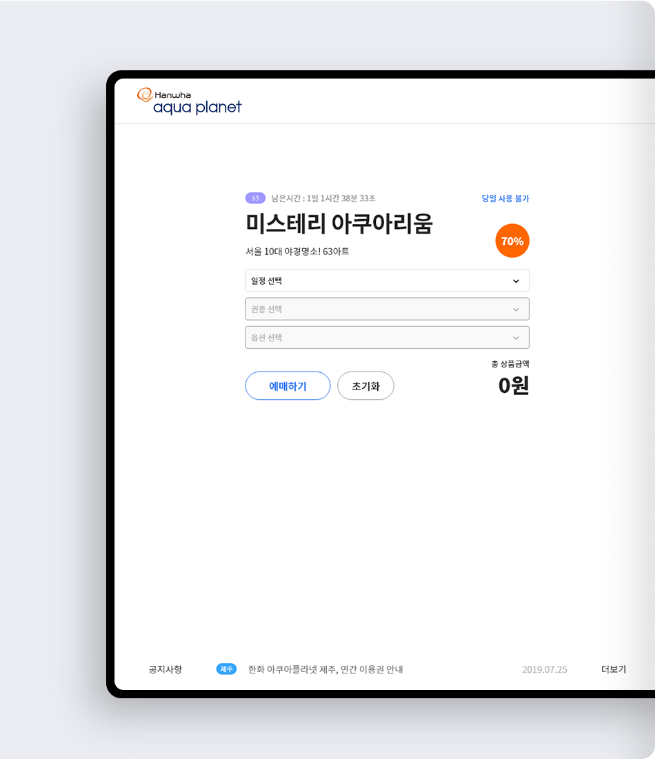 Hanwha
aqua planet
63 남은시간 : 1일 1시간 38분 33초 당일 사용 불가
미스테리 아쿠아리움
70%
서울 10대 야경명소! 63아트
일정 선택
권종 선택
옵션 선택
총 상품금액
예매하기 초기화 0원
공지사항 제주 한화 아쿠아플라넷 제주, 연간 이용권 안내 2019.07.25 더보기